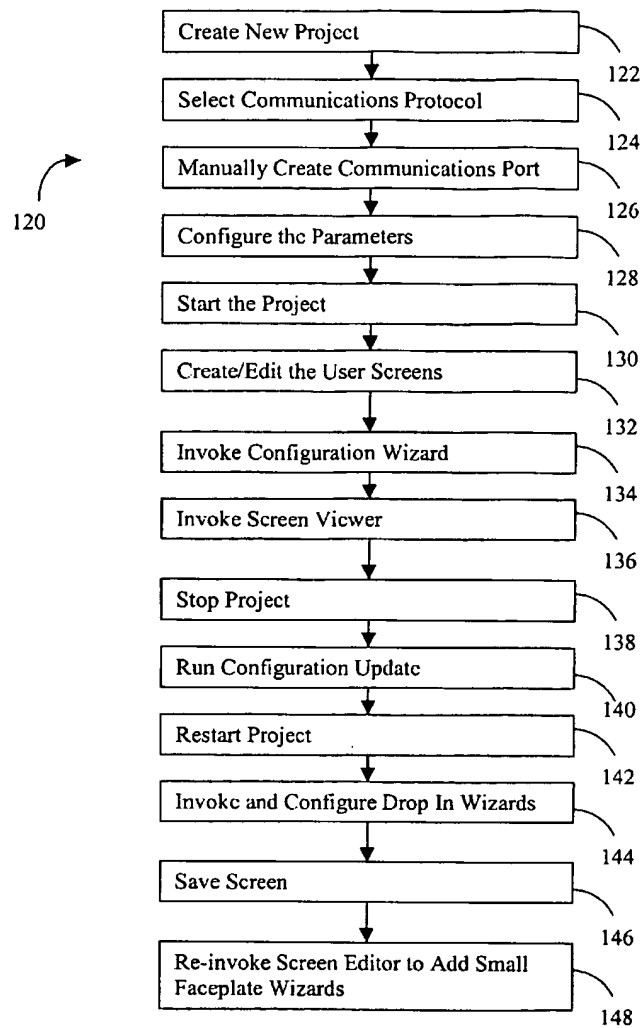 Create New Project
122
Select Communications Protocol
124
Manually Create Communications Port
126
120
Configure the Parameters
128
Start the Project
130
Create/Edit the User Screens
132
Invoke Configuration Wizard
134
Invoke Screen Viewer
136
Stop Project
138
Run Configuration Update
140
Restart Project
142
Invoke and Configure Drop In Wizards
144
Save Screen
146
Re-invoke Screen Editor to Add Small
Faceplate Wizards
148